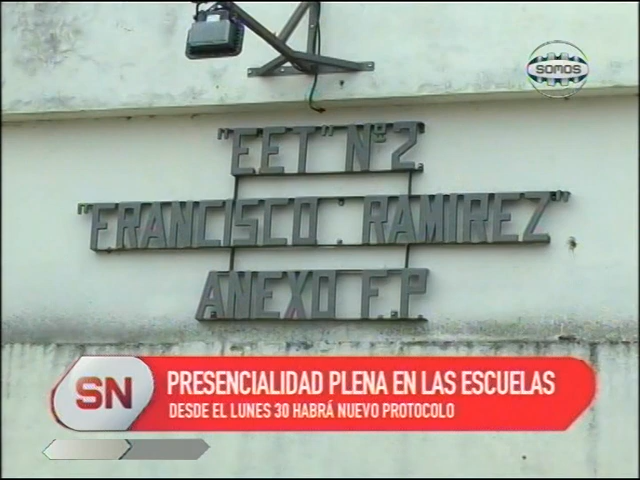 SOMOS
"EET" Nº2.
"FRANCISCO. RAMIREZ"
ANEXO F.P
SN
PRESENCIALIDAD PLENA EN LAS ESCUELAS
DESDE EL LUNES 30 HABRÁ NUEVO PROTOCOLO